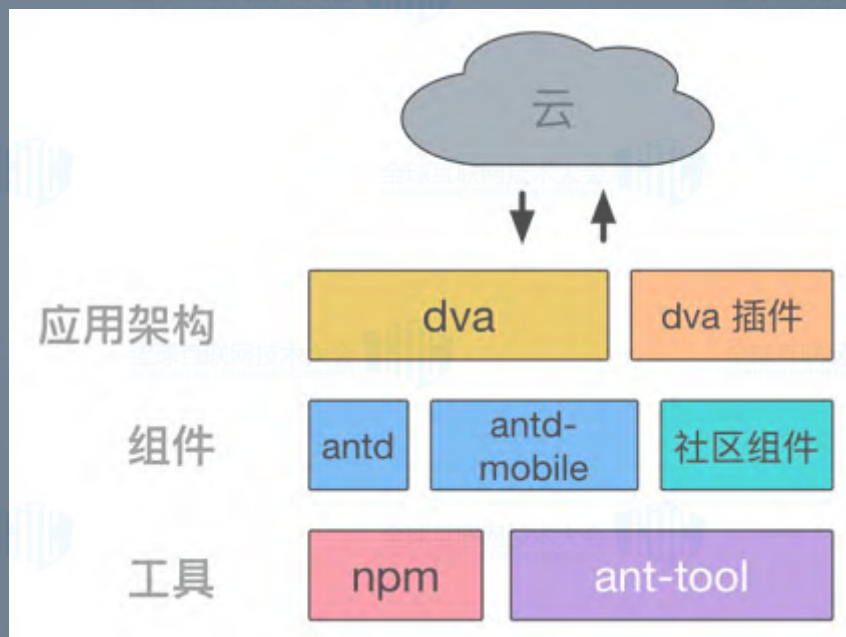 云
应用架构
dva
dva 插件
组件
antd
antd-
mobile
社区组件
工具
npm
ant-tool